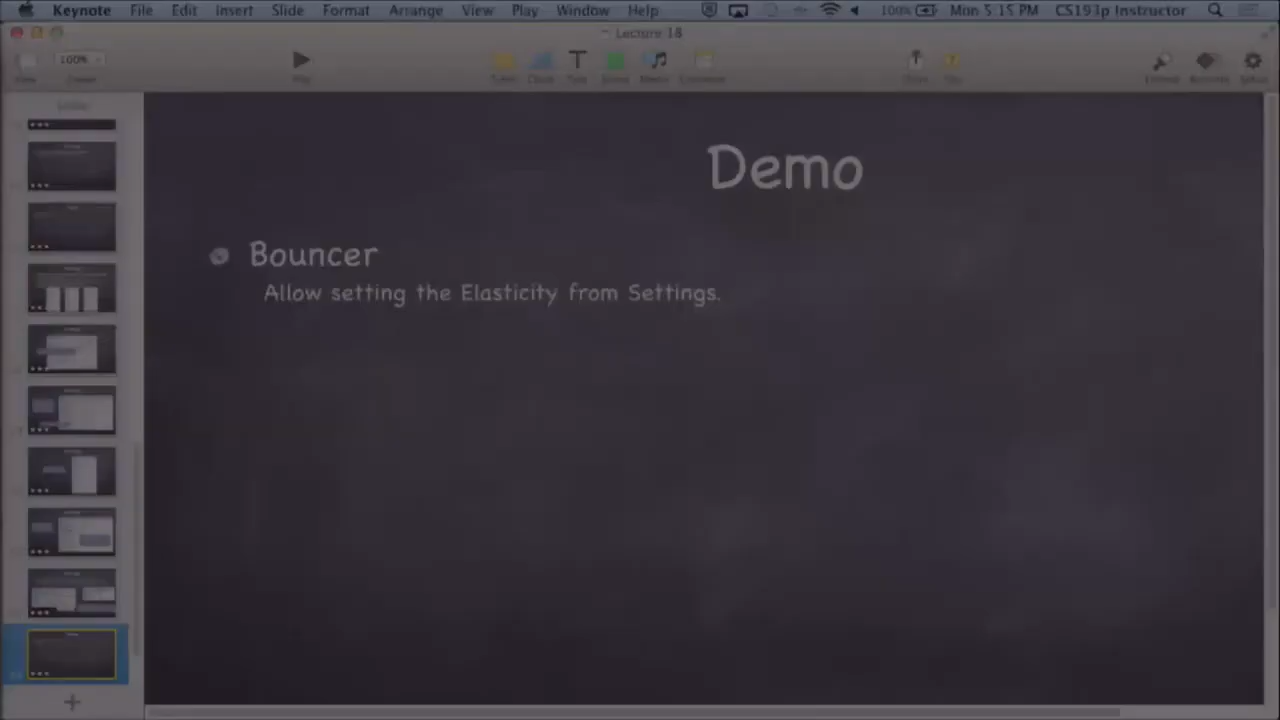 Keynote File Edit Insert Slide Format Arrange View Play Window Help 100% Mon 5:15 PM CS193p Instructor
Lecture 18
100%
Demo
Bouncer
Allow setting the Elasticity from Settings.